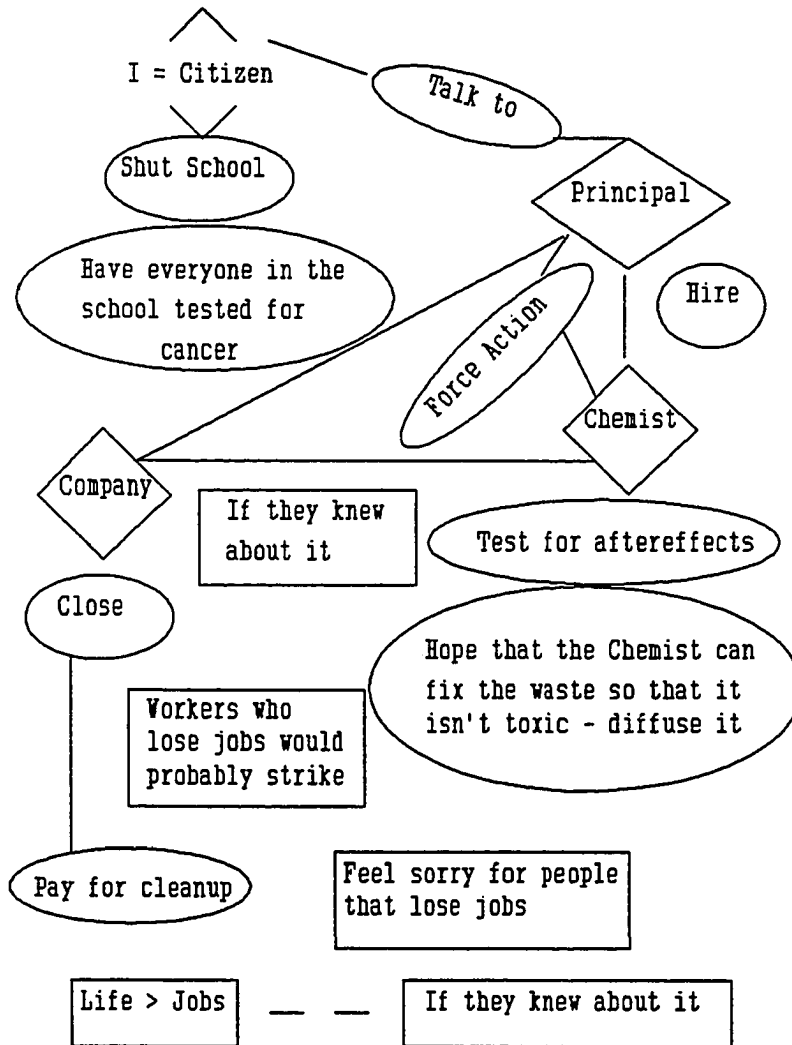 I = Citizen
Talk to
Shut School
Principal
Have everyone in the
school tested for
cancer
Hire
Force Action
Chemist
Company
If they knew
about it
Test for aftereffects
Close
Hope that the Chemist can
fix the waste so that it
isn't toxic - diffuse it
Workers who
lose jobs would
probably strike
Pay for cleanup
Feel sorry for people
that lose jobs
Life > Jobs
If they knew about it